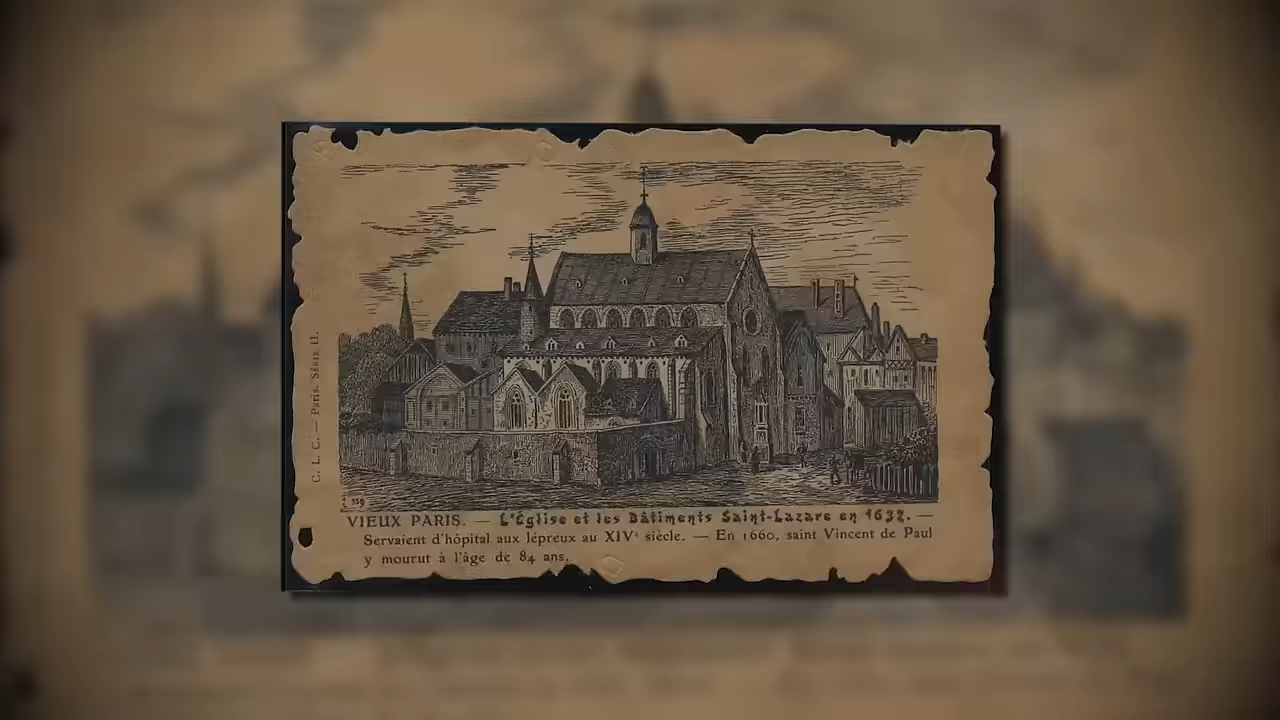 C. L. C. — Paris. Série II.
VIEUX PARIS. — L'Église et les Bâtiments Saint-Lazare en 1632. —
Servaient d'hôpital aux lépreux au XIVᵉ siècle. — En 1660, saint Vincent de Paul
y mourut à l'âge de 84 ans.